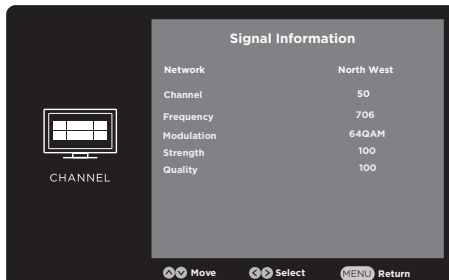 Signal Information
Network North West
Channel 50
Frequency 706
Modulation 64QAM
Strength 100
Quality 100
CHANNEL
Move Select MENU Return